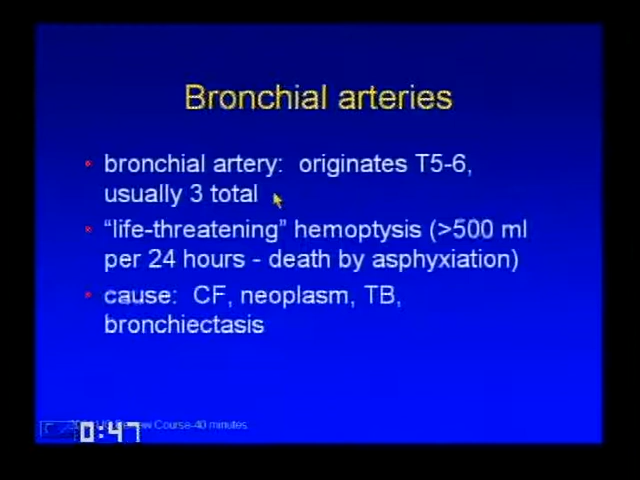 Bronchial arteries
bronchial artery: originates T5-6,
usually 3 total
"life-threatening" hemoptysis (>500 ml
per 24 hours - death by asphyxiation)
cause: CF, neoplasm, TB,
bronchiectasis
Course-40 minutes
0:47